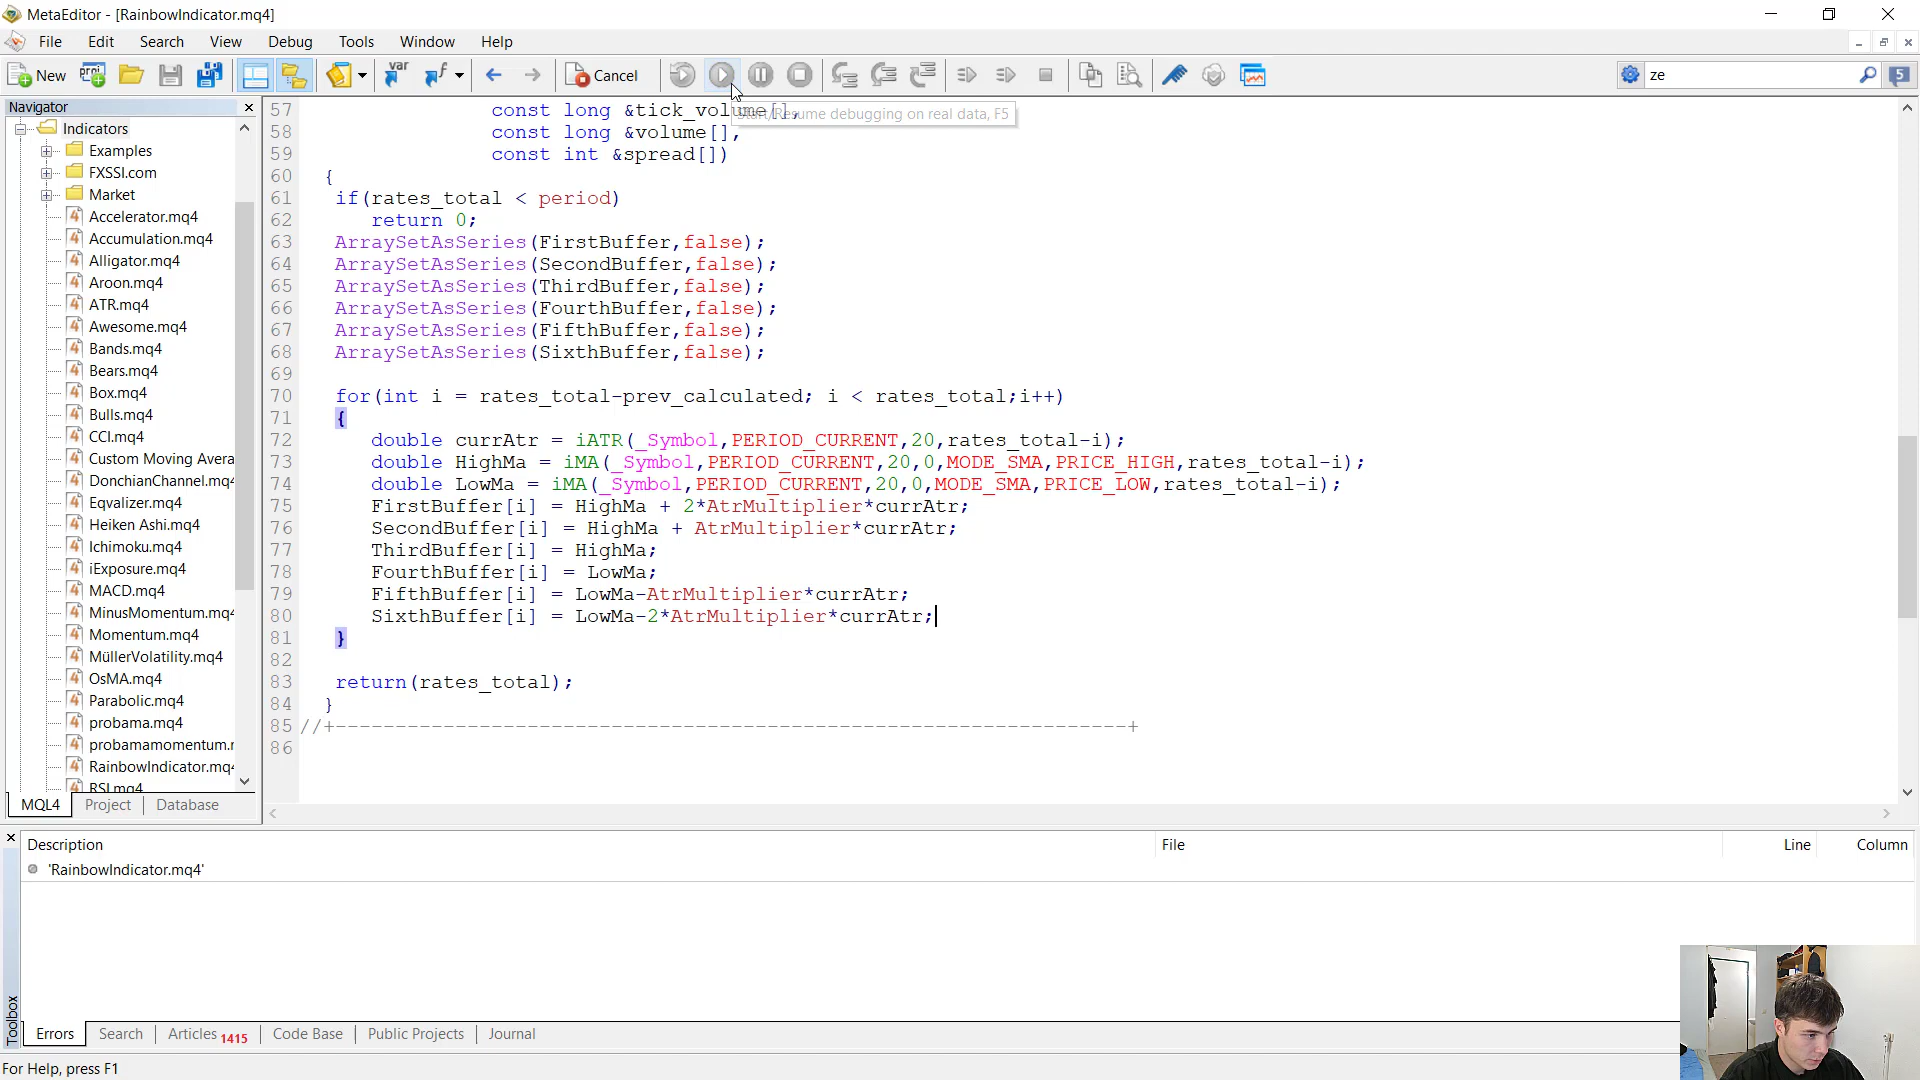 MetaEditor - [RainbowIndicator.mq4]
File Edit Search View Debug Tools Window Help
New Cancel ze 5
Navigator
Indicators
Examples
FXSSI.com
Market
Accelerator.mq4
Accumulation.mq4
Alligator.mq4
Aroon.mq4
ATR.mq4
Awesome.mq4
Bands.mq4
Bears.mq4
Box.mq4
Bulls.mq4
CCI.mq4
Custom Moving Avera
DonchianChannel.mq4
Eqvalizer.mq4
Heiken Ashi.mq4
Ichimoku.mq4
iExposure.mq4
MACD.mq4
MinusMomentum.mq4
Momentum.mq4
MüllerVolatility.mq4
OsMA.mq4
Parabolic.mq4
probama.mq4
probamamomentum.r
RainbowIndicator.mq4
RSI.mq4
MQL4 Project Database
57 const long &tick_volume[],
Start/Resume debugging on real data, F5
58 const long &volume[],
59 const int &spread[])
60 {
61 if(rates_total < period)
62 return 0;
63 ArraySetAsSeries(FirstBuffer,false);
64 ArraySetAsSeries(SecondBuffer,false);
65 ArraySetAsSeries(ThirdBuffer,false);
66 ArraySetAsSeries(FourthBuffer,false);
67 ArraySetAsSeries(FifthBuffer,false);
68 ArraySetAsSeries(SixthBuffer,false);
69
70 for(int i = rates_total-prev_calculated; i < rates_total;i++)
71 {
72 double currAtr = iATR(_Symbol,PERIOD_CURRENT,20,rates_total-i);
73 double HighMa = iMA(_Symbol,PERIOD_CURRENT,20,0,MODE_SMA,PRICE_HIGH,rates_total-i);
74 double LowMa = iMA(_Symbol,PERIOD_CURRENT,20,0,MODE_SMA,PRICE_LOW,rates_total-i);
75 FirstBuffer[i] = HighMa + 2*AtrMultiplier*currAtr;
76 SecondBuffer[i] = HighMa + AtrMultiplier*currAtr;
77 ThirdBuffer[i] = HighMa;
78 FourthBuffer[i] = LowMa;
79 FifthBuffer[i] = LowMa-AtrMultiplier*currAtr;
80 SixthBuffer[i] = LowMa-2*AtrMultiplier*currAtr;
81 }
82
83 return(rates_total);
84 }
85 //+------------------------------------------------------------------+
86
Description File Line Column
'RainbowIndicator.mq4'
Toolbox
Errors Search Articles 1415 Code Base Public Projects Journal
For Help, press F1